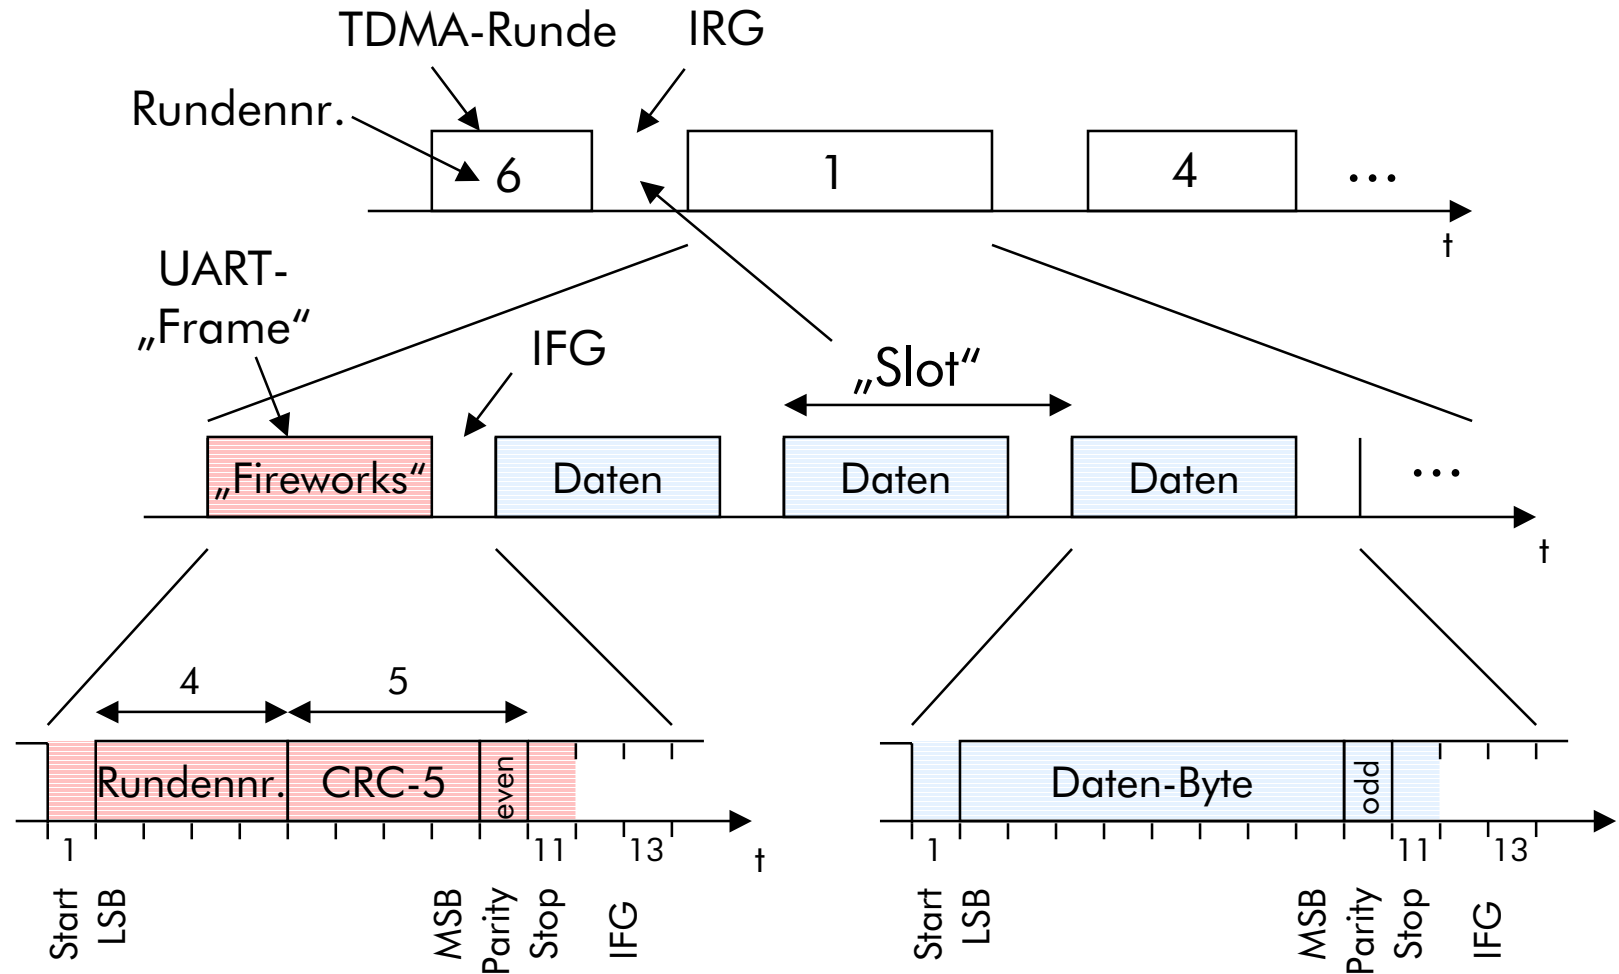 TDMA-Runde IRG
Rundennr.
6 1 4 ...
t
UART-
„Frame“
IFG
„Slot“
„Fireworks“ Daten Daten Daten ...
t
4 5
Rundennr. CRC-5 even
Daten-Byte odd
1 11 13
t
1 11 13
Start LSB MSB Parity Stop IFG
Start LSB MSB Parity Stop IFG